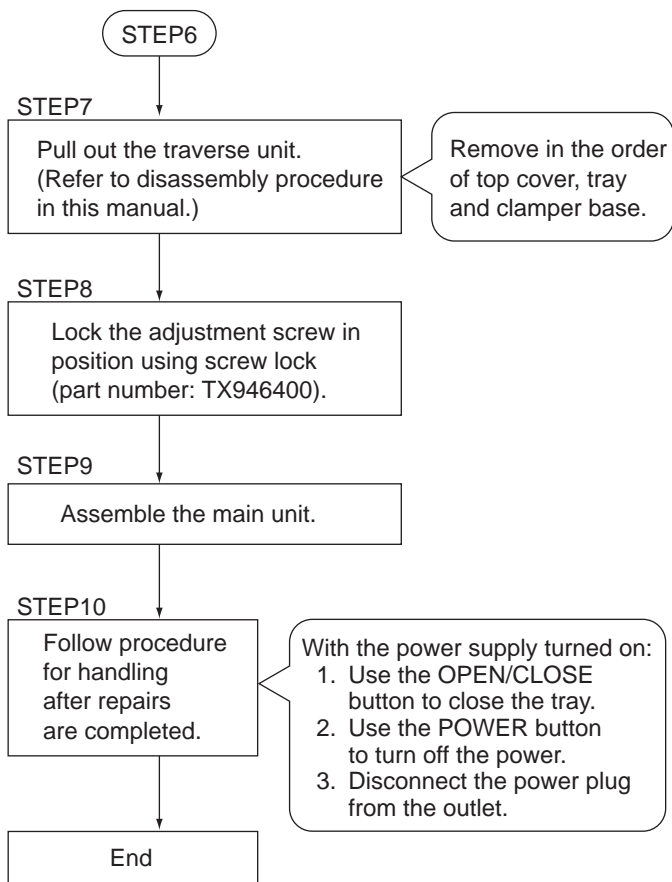 STEP6
STEP7
Pull out the traverse unit.
(Refer to disassembly procedure
in this manual.)
Remove in the order
of top cover, tray
and clamper base.
STEP8
Lock the adjustment screw in
position using screw lock
(part number: TX946400).
STEP9
Assemble the main unit.
STEP10
Follow procedure
for handling
after repairs
are completed.
With the power supply turned on:
1. Use the OPEN/CLOSE
button to close the tray.
2. Use the POWER button
to turn off the power.
3. Disconnect the power plug
from the outlet.
End